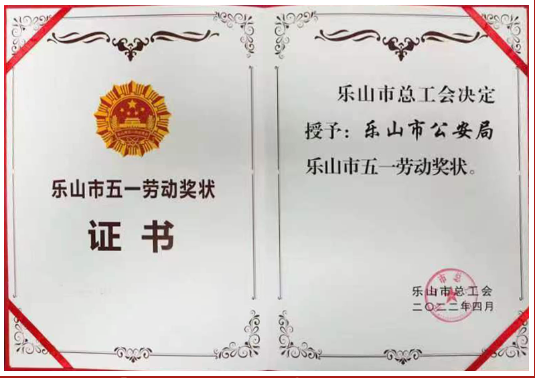 乐山市五一劳动奖状
证书
乐山市总工会决定
授予：乐山市公安局
乐山市五一劳动奖状。
乐山市总工会
二〇二二年四月